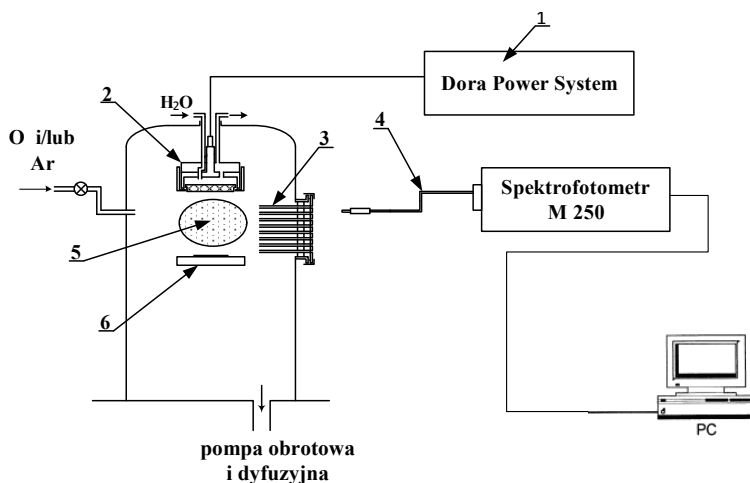 1
Dora Power System
2
H₂O
3
4
O i/lub
Ar
Spektrofotometr
M 250
5
6
PC
pompa obrotowa
i dyfuzyjna